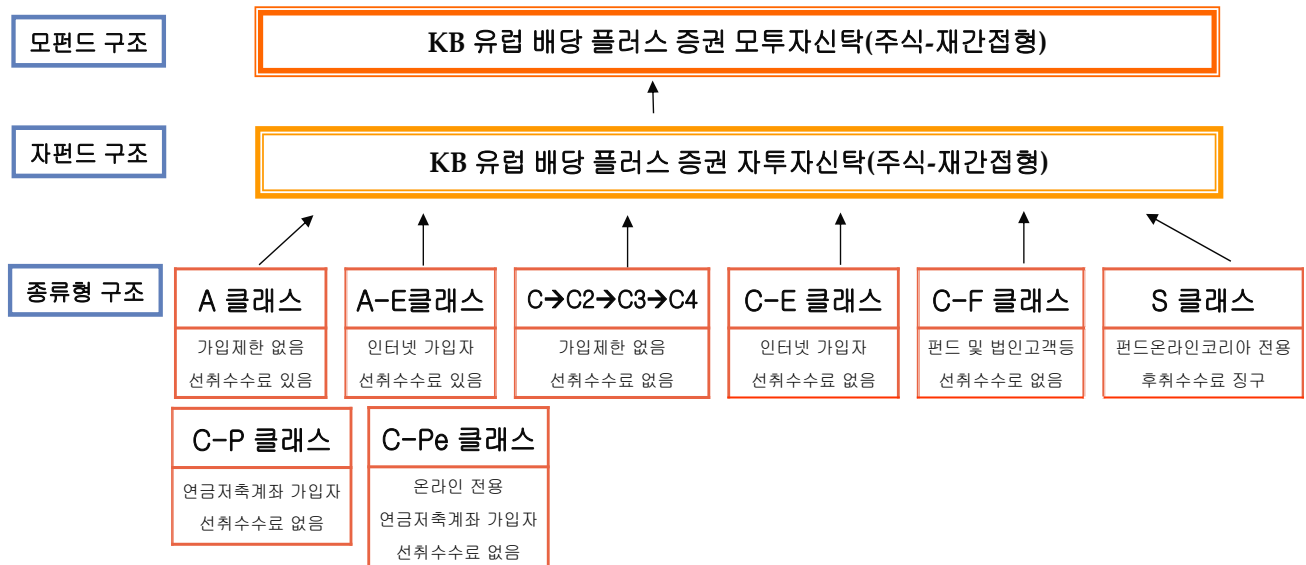 모펀드 구조
KB 유럽 배당 플러스 증권 모투자신탁(주식-재간접형)
자펀드 구조
KB 유럽 배당 플러스 증권 자투자신탁(주식-재간접형)
종류형 구조
A 클래스
가입제한 없음
선취수수료 있음
A-E클래스
인터넷 가입자
선취수수료 있음
C→C2→C3→C4
가입제한 없음
선취수수료 없음
C-E 클래스
인터넷 가입자
선취수수료 없음
C-F 클래스
펀드 및 법인고객등
선취수수로 없음
S 클래스
펀드온라인코리아 전용
후취수수료 징구
C-P 클래스
연금저축계좌 가입자
선취수수료 없음
C-Pe 클래스
온라인 전용
연금저축계좌 가입자
선취수수료 없음